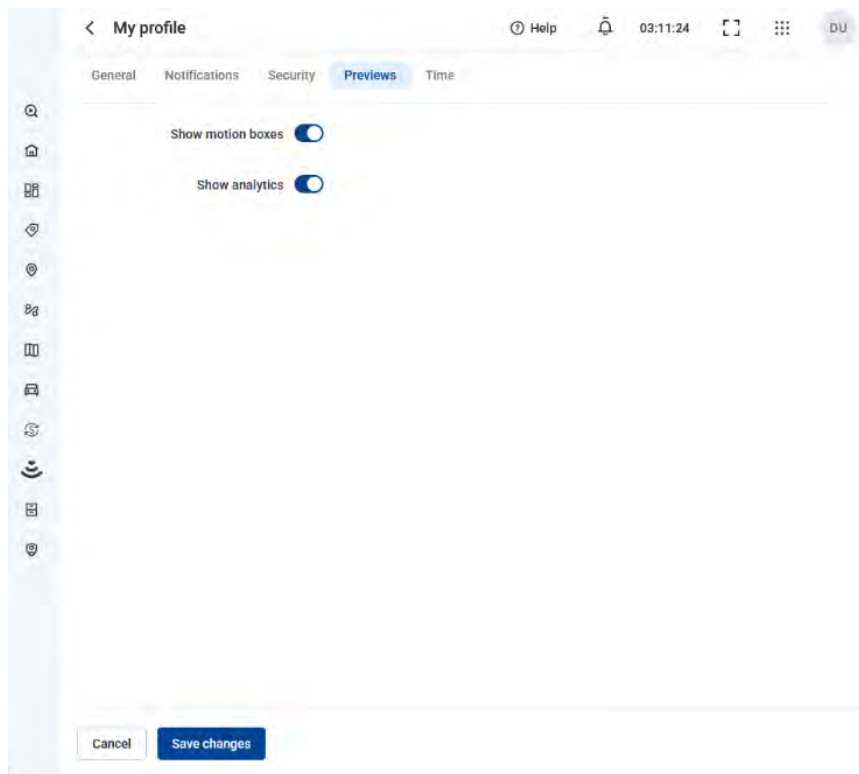 My profile
Help
03:11:24
DU
General Notifications Security Previews Time
Show motion boxes
Show analytics
Cancel Save changes